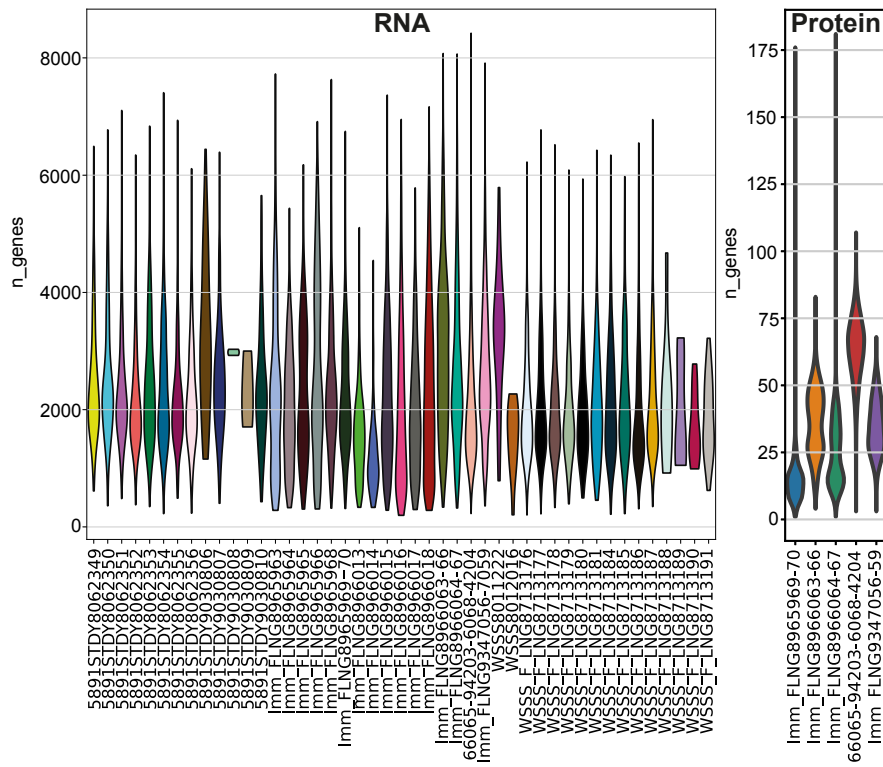 RNA
Protein
n_genes
8000
6000
4000
2000
0
5891STDY8062349
5891STDY8062350
5891STDY8062351
5891STDY8062352
5891STDY8062353
5891STDY8062354
5891STDY8062355
5891STDY8062356
5891STDY9030806
5891STDY9030807
5891STDY9030808
5891STDY9030809
5891STDY9030810
Imm_FLNG8965963
Imm_FLNG8965964
Imm_FLNG8965965
Imm_FLNG8965966
Imm_FLNG8965968
Imm_FLNG8965969-70
Imm_FLNG8966013
Imm_FLNG8966014
Imm_FLNG8966015
Imm_FLNG8966016
Imm_FLNG8966017
Imm_FLNG8966018
Imm_FLNG8966063-66
Imm_FLNG8966064-67
66065-94203-6068-4204
Imm_FLNG9347056-7059
WSSS8011222
WSSS8012016
WSSS_F_LNG8713176
WSSS_F_LNG8713177
WSSS_F_LNG8713178
WSSS_F_LNG8713179
WSSS_F_LNG8713180
WSSS_F_LNG8713181
WSSS_F_LNG8713184
WSSS_F_LNG8713185
WSSS_F_LNG8713186
WSSS_F_LNG8713187
WSSS_F_LNG8713188
WSSS_F_LNG8713189
WSSS_F_LNG8713190
WSSS_F_LNG8713191
n_genes
175
150
125
100
75
50
25
0
Imm_FLNG8965969-70
Imm_FLNG8966063-66
Imm_FLNG8966064-67
66065-94203-6068-4204
Imm_FLNG9347056-59